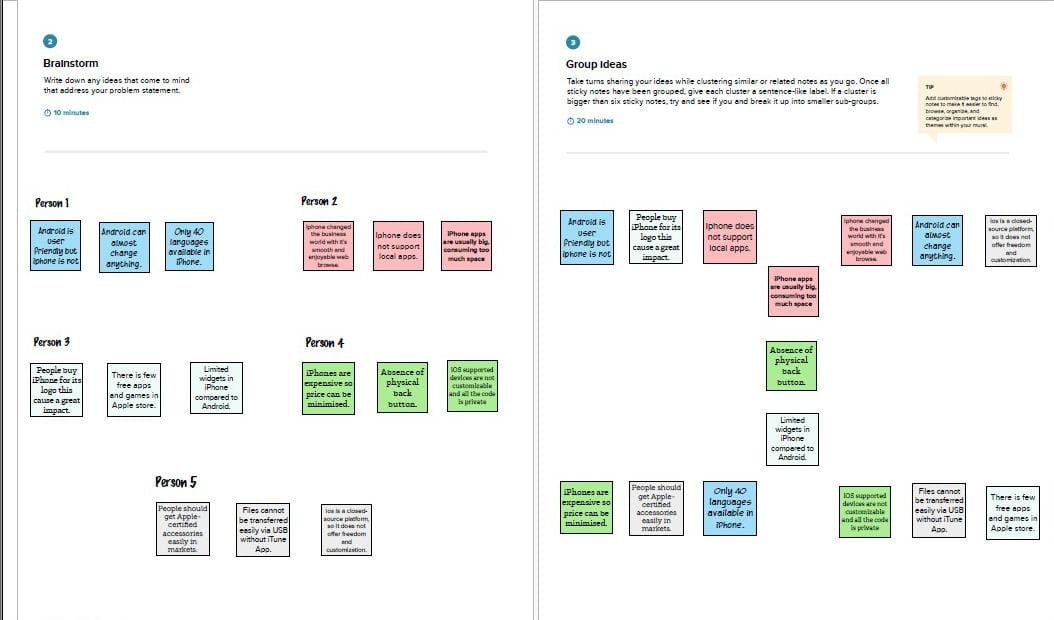 2
Brainstorm
Write down any ideas that come to mind
that address your problem statement.
10 minutes
Person 1
Android is
user
friendly but
iphone is not
Android can
almost
change
anything.
Only 40
languages
available in
iPhone.
Person 2
Iphone changed
the business
world with it's
smooth and
enjoyable web
browse.
Iphone does
not support
local apps.
iPhone apps
are usually big,
consuming too
much space
Person 3
People buy
iPhone for its
logo this
cause a great
impact.
There is few
free apps
and games in
Apple store.
Limited
widgets in
iPhone
compared to
Android.
Person 4
iPhones are
expensive so
price can be
minimised.
Absence of
physical
back
button.
IOS supported
devices are not
customizable
and all the code
is private
Person 5
People should
get Apple-
certified
accessories
easily in
markets.
Files cannot
be transferred
easily via USB
without iTune
App.
Ios is a closed-
source platform,
so it does not
offer freedom
and
customization.
3
Group Ideas
Take turns sharing your ideas while clustering similar or related notes as you go. Once all
sticky notes have been grouped, give each cluster a sentence-like label. If a cluster is
bigger than six sticky notes, try and see if you and break it up into smaller sub-groups.
20 minutes
TIP
Add customizable tags to sticky
notes to make it easier to find,
browse, organize, and
categorize important ideas as
themes within your mural.
Android is
user
friendly but
iphone is not
People buy
iPhone for its
logo this
cause a great
impact.
Iphone does
not support
local apps.
iPhone apps
are usually big,
consuming too
much space
Iphone changed
the business
world with it's
smooth and
enjoyable web
browse.
Android can
almost
change
anything.
Ios is a closed-
source platform,
so it does not
offer freedom
and
customization.
Absence of
physical
back
button.
Limited
widgets in
iPhone
compared to
Android.
iPhones are
expensive so
price can be
minimised.
People should
get Apple-
certified
accessories
easily in
markets.
Only 40
languages
available in
iPhone.
IOS supported
devices are not
customizable
and all the code
is private
Files cannot
be transferred
easily via USB
without iTune
App.
There is few
free apps
and games in
Apple store.